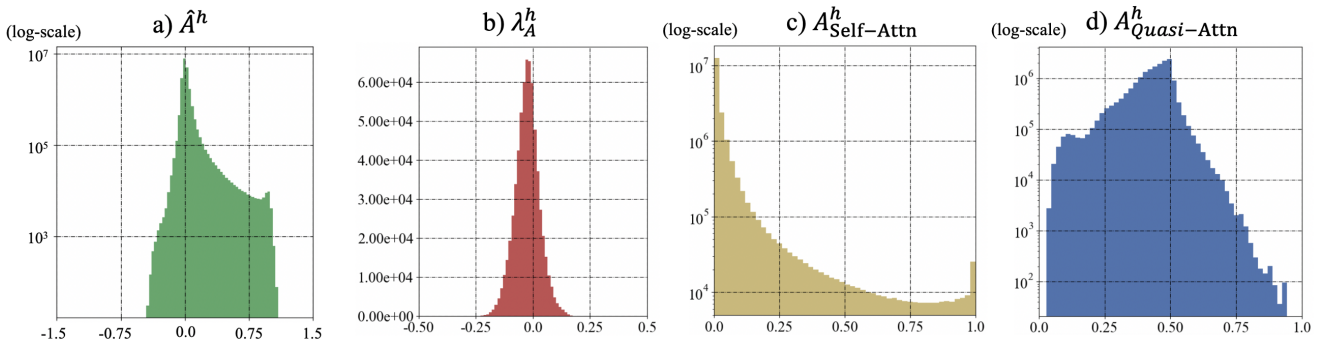 a) Â^h
(log-scale)
10^7
10^5
10^3
-1.5 -0.75 0.0 0.75 1.5
b) λ_A^h
6.00e+04
5.00e+04
4.00e+04
3.00e+04
2.00e+04
1.00e+04
0.00e+00
-0.50 -0.25 0.0 0.25 0.5
c) A^h_Self−Attn
(log-scale)
10^7
10^6
10^5
10^4
0.0 0.25 0.50 0.75 1.0
d) A^h_Quasi−Attn
(log-scale)
10^6
10^5
10^4
10^3
10^2
0.0 0.25 0.50 0.75 1.0